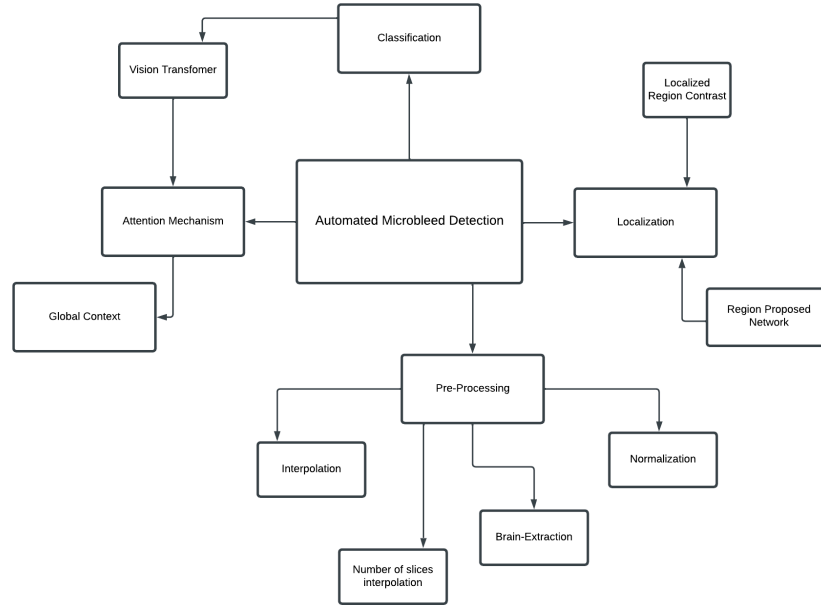 Classification
Vision Transfomer
Localized
Region Contrast
Attention Mechanism
Automated Microbleed Detection
Localization
Global Context
Region Proposed
Network
Pre-Processing
Interpolation
Normalization
Brain-Extraction
Number of slices
interpolation